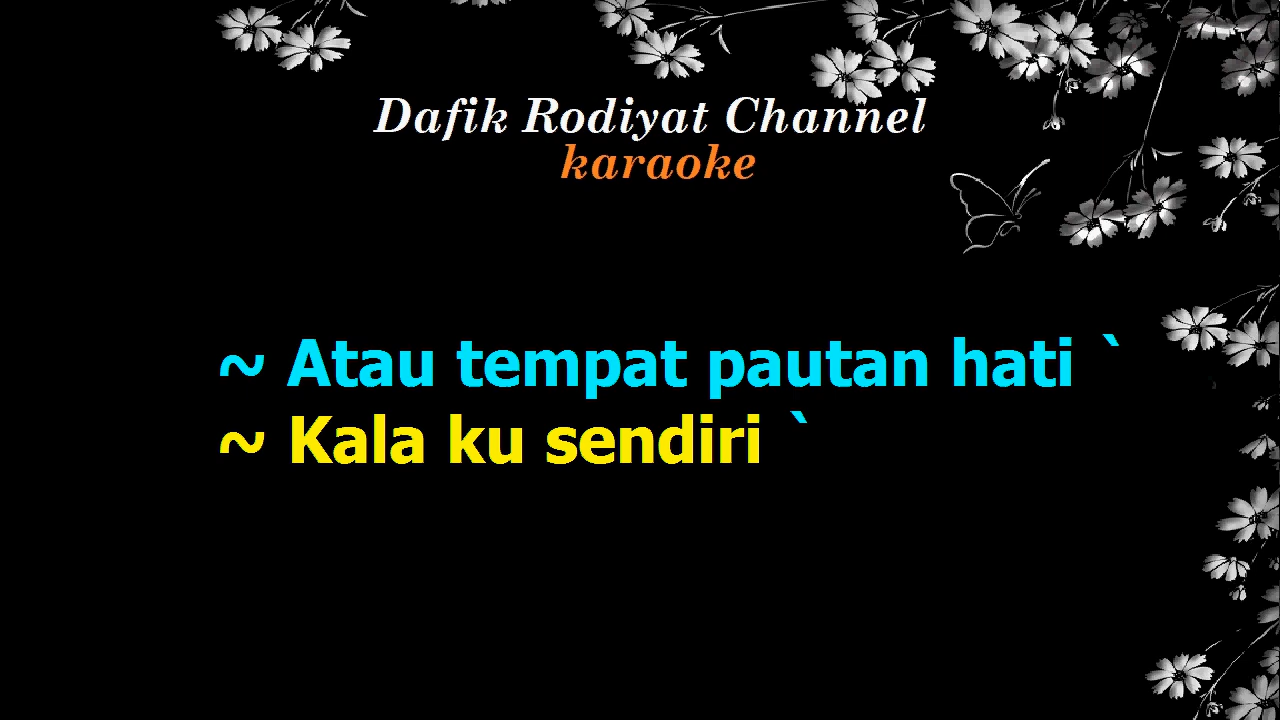 Dafik Rodiyat Channel
karaoke
~ Atau tempat pautan hati `
~ Kala ku sendiri `